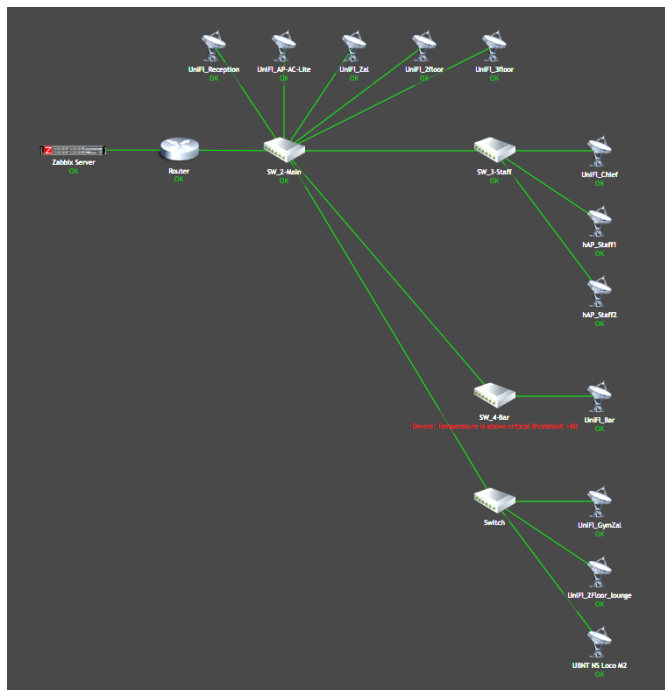 UniFi_Reception
OK
UniFi_AP-AC-Lite
OK
UniFi_Zal
OK
UniFi_2floor
OK
UniFi_3floor
OK
Z
Zabbix Server
OK
Router
OK
SW_2-Main
OK
SW_3-Staff
OK
UniFi_Chief
OK
hAP_Staff1
OK
hAP_Staff2
OK
SW_4-Bar
Device: Temperature is above critical threshold: >60
UniFi_Bar
OK
Switch
UniFi_GymZal
OK
UniFi_2Floor_lounge
OK
UBNT NS Loco M2
OK